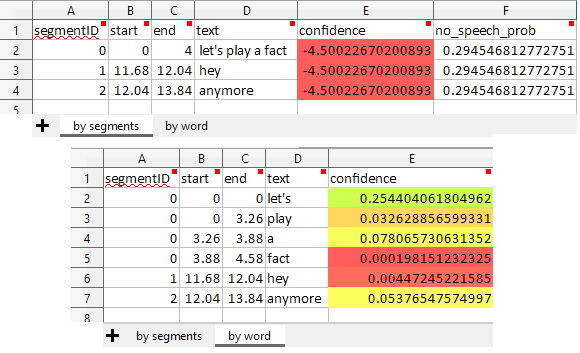 A B C D E F
1 segmentID start end text confidence no_speech_prob
2 0 0 4 let's play a fact -4.50022670200893 0.294546812772751
3 1 11.68 12.04 hey -4.50022670200893 0.294546812772751
4 2 12.04 13.84 anymore -4.50022670200893 0.294546812772751
5
+ by segments by word
A B C D E
1 segmentID start end text confidence
2 0 0 0 let's 0.254404061804962
3 0 0 3.26 play 0.032628856599331
4 0 3.26 3.88 a 0.078065730631352
5 0 3.88 4.58 fact 0.000198151232325
6 1 11.68 12.04 hey 0.00447245221585
7 2 12.04 13.84 anymore 0.05376547574997
8
+ by segments by word